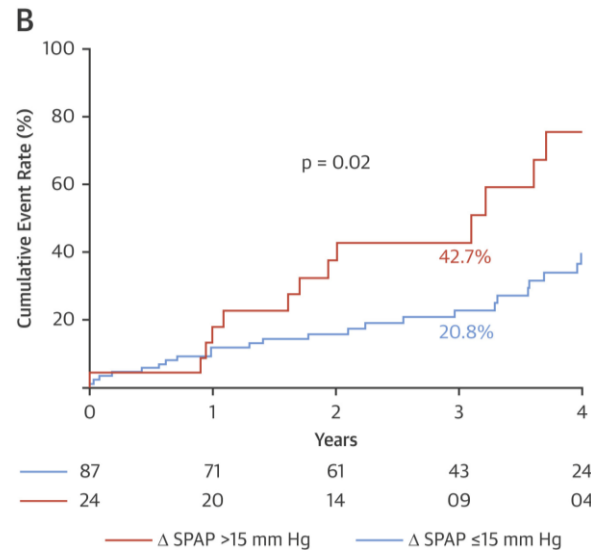 B
100
80
60
40
20
Cumulative Event Rate (%)
p = 0.02
42.7%
20.8%
0 1 2 3 4
Years
87 71 61 43 24
24 20 14 09 04
Δ SPAP >15 mm Hg Δ SPAP ≤15 mm Hg